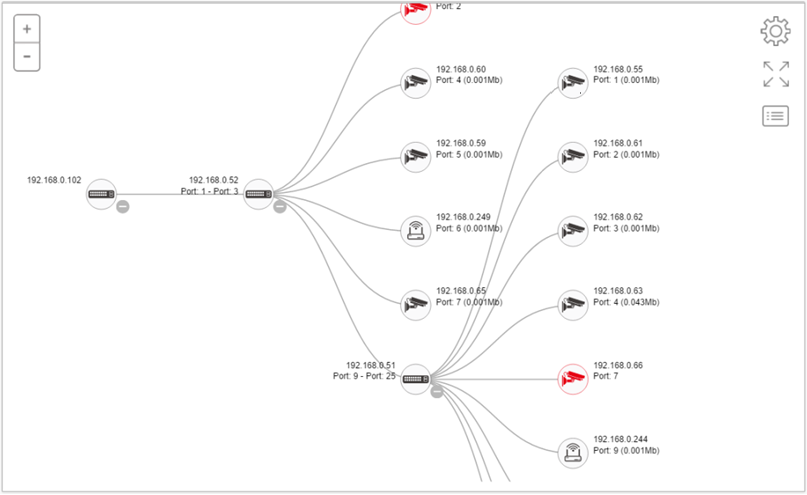 +
−
Port: 2
192.168.0.60
Port: 4 (0.001Mb)
192.168.0.55
Port: 1 (0.001Mb)
192.168.0.59
Port: 5 (0.001Mb)
192.168.0.61
Port: 2 (0.001Mb)
192.168.0.102
192.168.0.52
Port: 1 - Port: 3
192.168.0.249
Port: 6 (0.001Mb)
192.168.0.62
Port: 3 (0.001Mb)
192.168.0.65
Port: 7 (0.001Mb)
192.168.0.63
Port: 4 (0.043Mb)
192.168.0.51
Port: 9 - Port: 25
192.168.0.66
Port: 7
192.168.0.244
Port: 9 (0.001Mb)